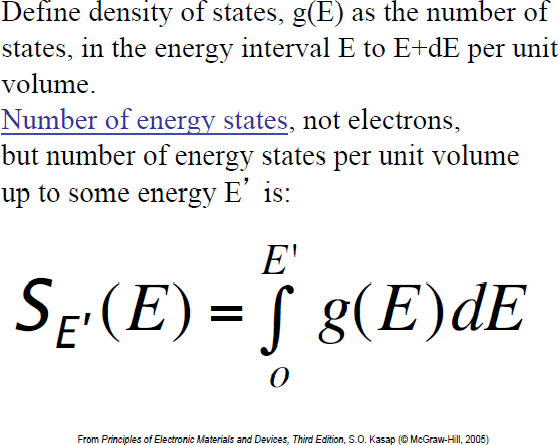 Define density of states, g(E) as the number of
states, in the energy interval E to E+dE per unit
volume.
Number of energy states, not electrons,
but number of energy states per unit volume
up to some energy E’ is:
S_{E'}(E) = ∫_{o}^{E'} g(E)dE
From Principles of Electronic Materials and Devices, Third Edition, S.O. Kasap (© McGraw-Hill, 2005)